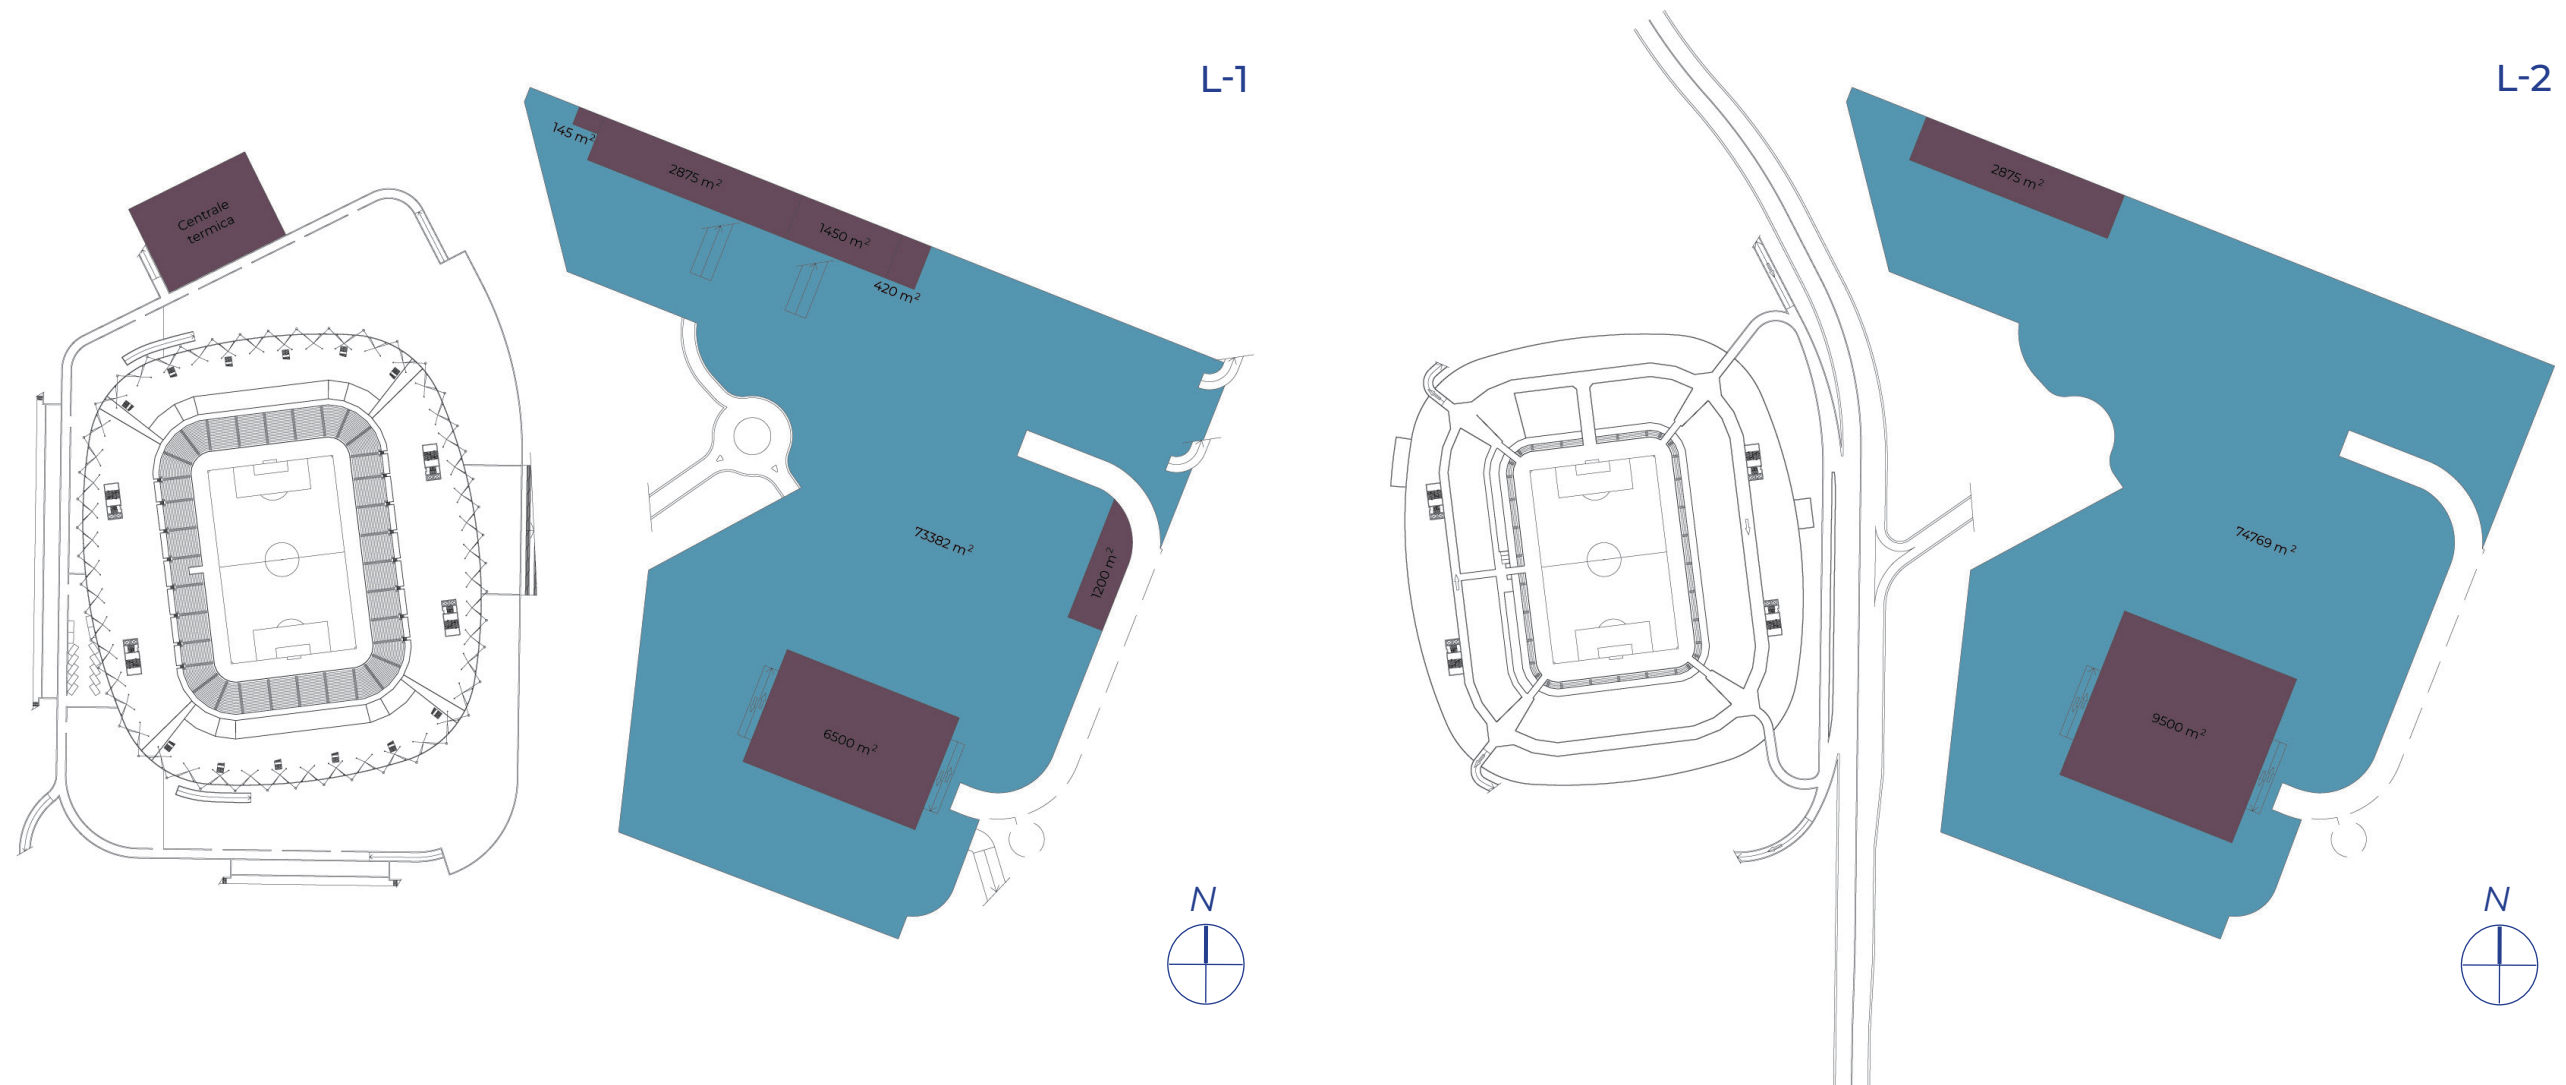 L-1
145 m²
2875 m²
Centrale
termica
1450 m²
420 m²
73382 m²
1200 m²
6500 m²
N
L-2
2875 m²
74769 m²
9500 m²
N